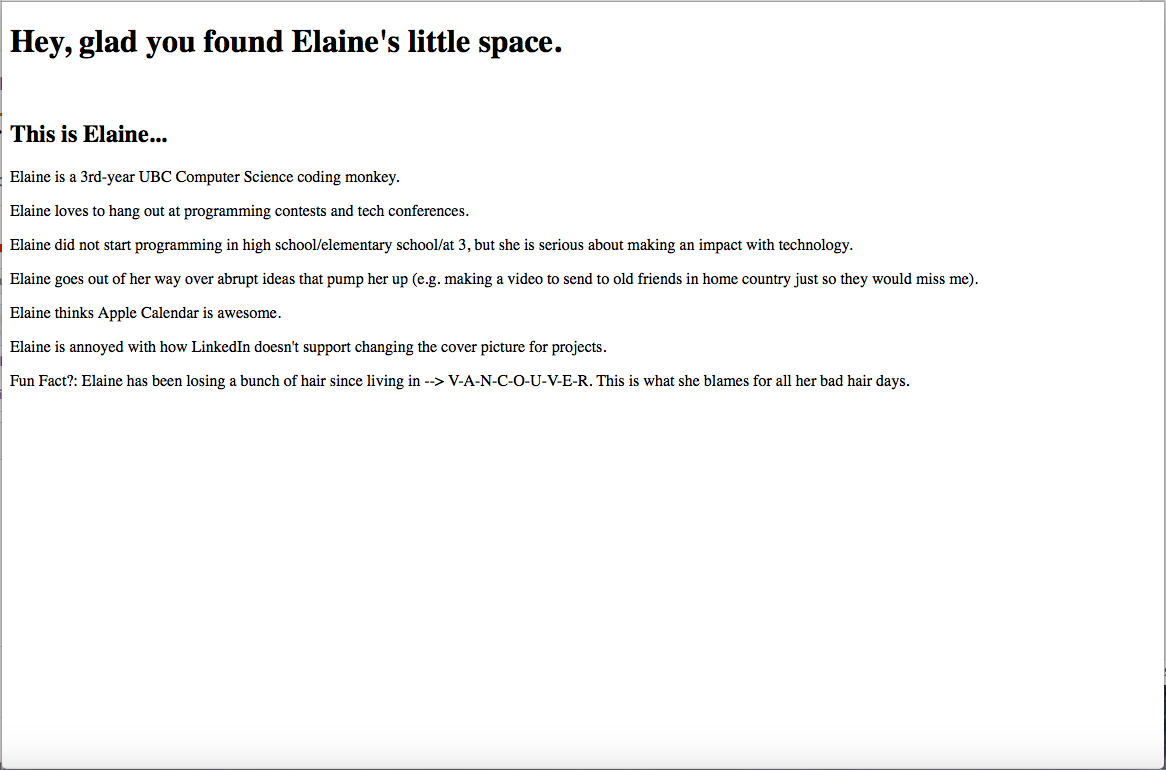 Hey, glad you found Elaine's little space.
This is Elaine...
Elaine is a 3rd-year UBC Computer Science coding monkey.
Elaine loves to hang out at programming contests and tech conferences.
Elaine did not start programming in high school/elementary school/at 3, but she is serious about making an impact with technology.
Elaine goes out of her way over abrupt ideas that pump her up (e.g. making a video to send to old friends in home country just so they would miss me).
Elaine thinks Apple Calendar is awesome.
Elaine is annoyed with how LinkedIn doesn't support changing the cover picture for projects.
Fun Fact?: Elaine has been losing a bunch of hair since living in --> V-A-N-C-O-U-V-E-R. This is what she blames for all her bad hair days.